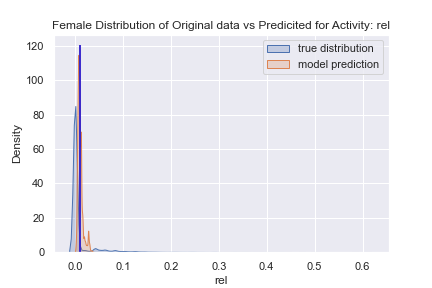 Female Distribution of Original data vs Predicited for Activity: rel
true distribution
model prediction
120
100
80
60
40
20
0
Density
0.0 0.1 0.2 0.3 0.4 0.5 0.6
rel